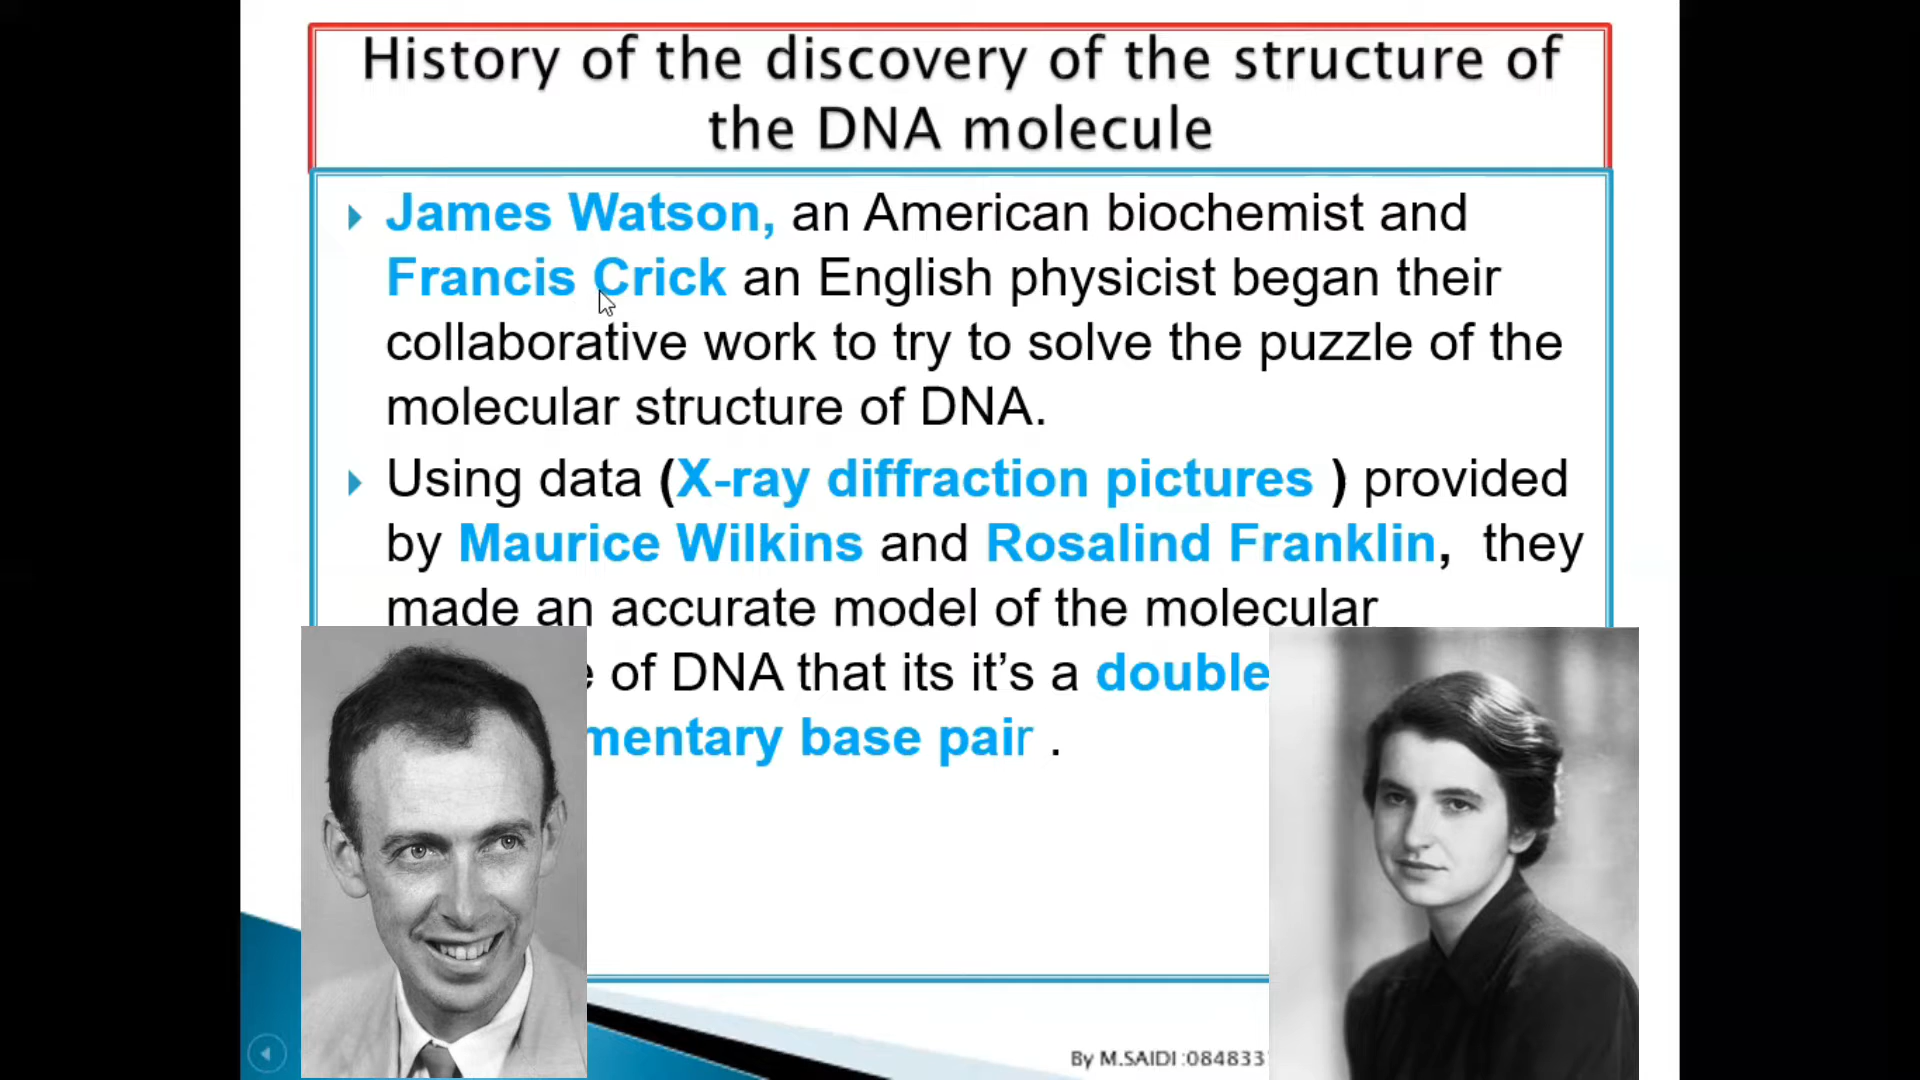 History of the discovery of the structure of
the DNA molecule
James Watson, an American biochemist and
Francis Crick an English physicist began their
collaborative work to try to solve the puzzle of the
molecular structure of DNA.
Using data (X-ray diffraction pictures ) provided
by Maurice Wilkins and Rosalind Franklin, they
made an accurate model of the molecular
of DNA that its it’s a double
mentary base pair .
By M.SAIDI :084833